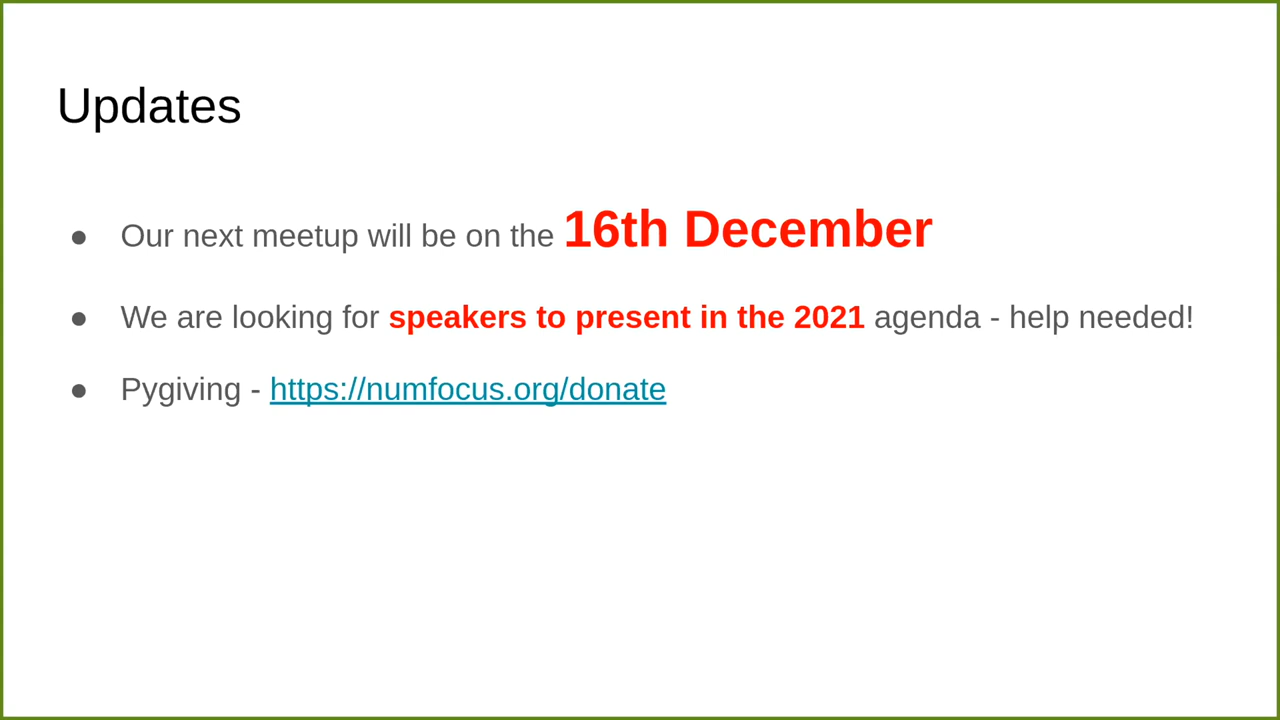 Updates
● Our next meetup will be on the 16th December
● We are looking for speakers to present in the 2021 agenda - help needed!
● Pygiving - https://numfocus.org/donate